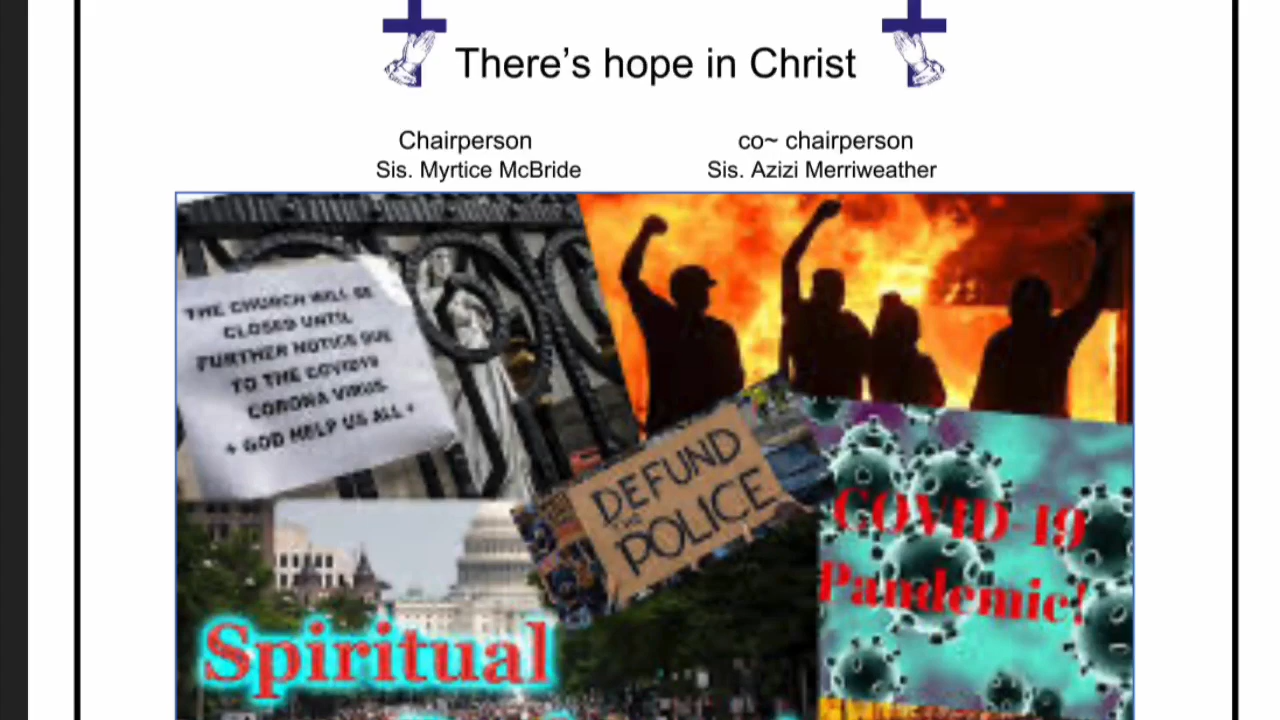 There's hope in Christ
Chairperson
co~ chairperson
Sis. Myrtice McBride
Sis. Azizi Merriweather
THE CHURCH WILL BE
CLOSED UNTIL
FURTHER NOTICE DUE
TO THE COVID19
CORONA VIRUS.
+ GOD HELP US ALL +
DEFUND
THE
POLICE
COVID-19
Pandemic!
Spiritual